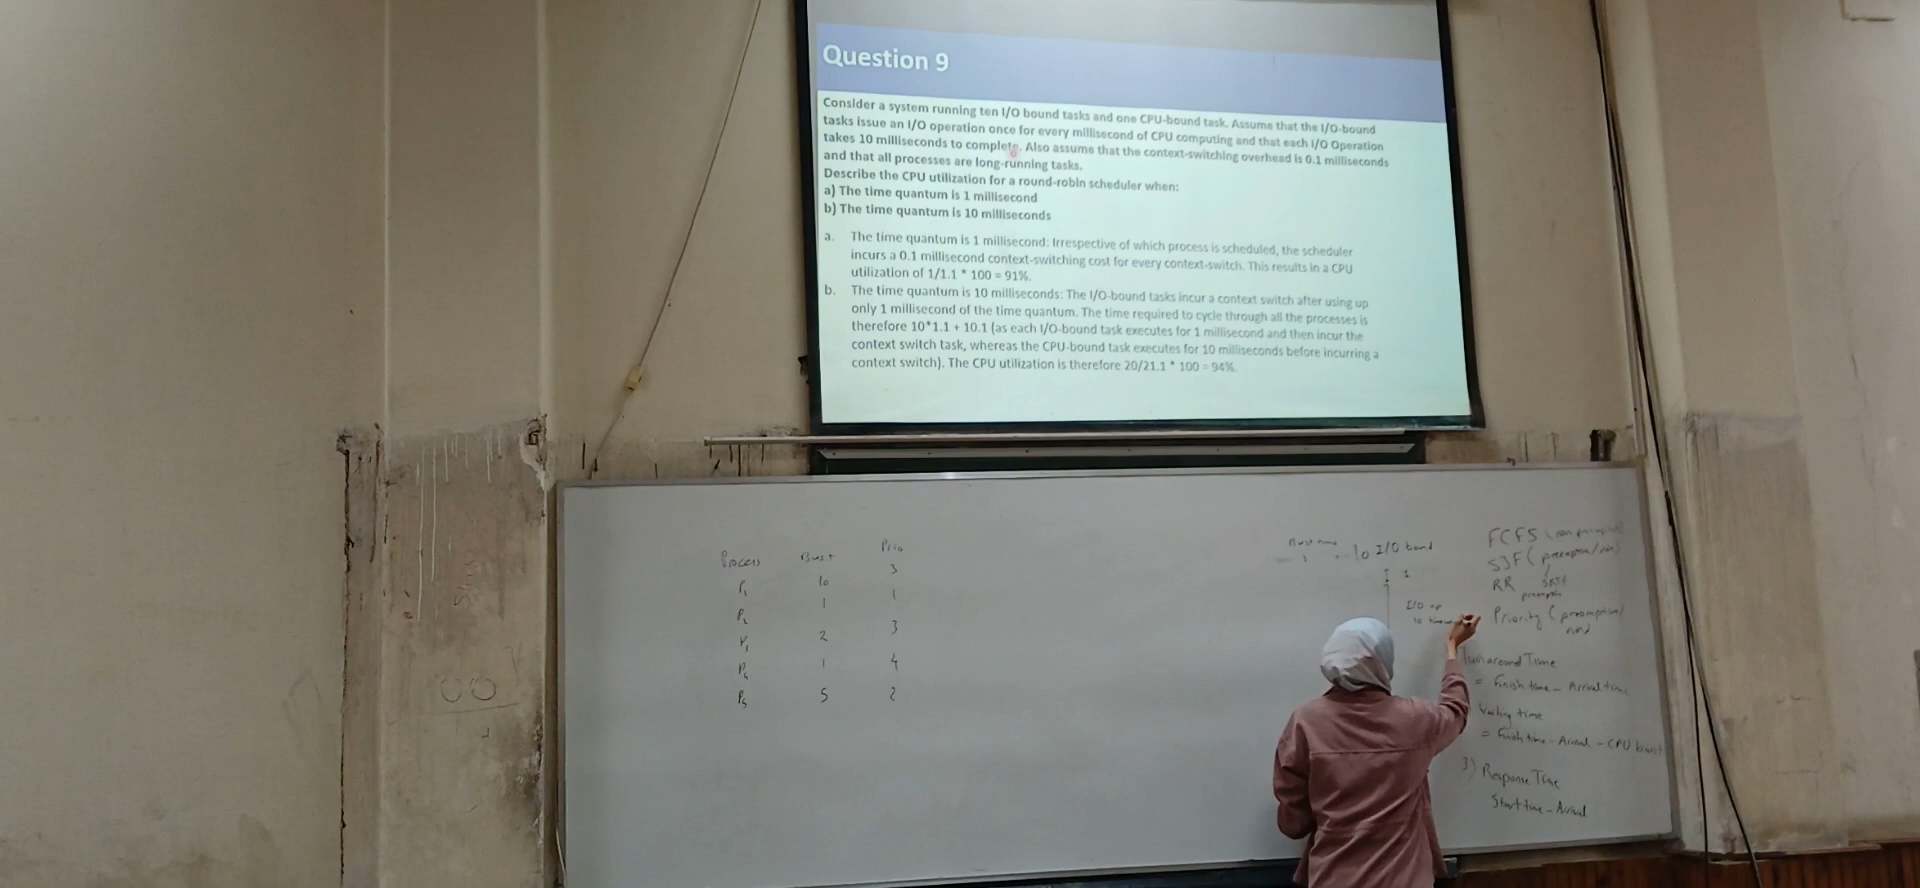 Question 9
Consider a system running ten I/O bound tasks and one CPU-bound task. Assume that the I/O-bound
tasks issue an I/O operation once for every millisecond of CPU computing and that each I/O Operation
takes 10 milliseconds to complete. Also assume that the context-switching overhead is 0.1 milliseconds
and that all processes are long-running tasks.
Describe the CPU utilization for a round-robin scheduler when:
a) The time quantum is 1 millisecond
b) The time quantum is 10 milliseconds
a. The time quantum is 1 millisecond: Irrespective of which process is scheduled, the scheduler
incurs a 0.1 millisecond context-switching cost for every context-switch. This results in a CPU
utilization of 1/1.1 * 100 = 91%.
b. The time quantum is 10 milliseconds: The I/O-bound tasks incur a context switch after using up
only 1 millisecond of the time quantum. The time required to cycle through all the processes is
therefore 10*1.1 + 10.1 (as each I/O-bound task executes for 1 millisecond and then incur the
context switch task, whereas the CPU-bound task executes for 10 milliseconds before incurring a
context switch). The CPU utilization is therefore 20/21.1 * 100 = 94%.
Process Bust Prio
P1 10 3
P2 1 1
P3 2 3
P4 1 4
P5 5 2
10 I/O bound
1
I/O op
10
FCFS
SJF (preemptive/non)
RR SRTF
Priority (preemptive/
non)
Turnaround Time
= finish time - Arrival time
Waiting time
= finish time - Arrival - CPU burst
3) Response Time
Start time - Arrival